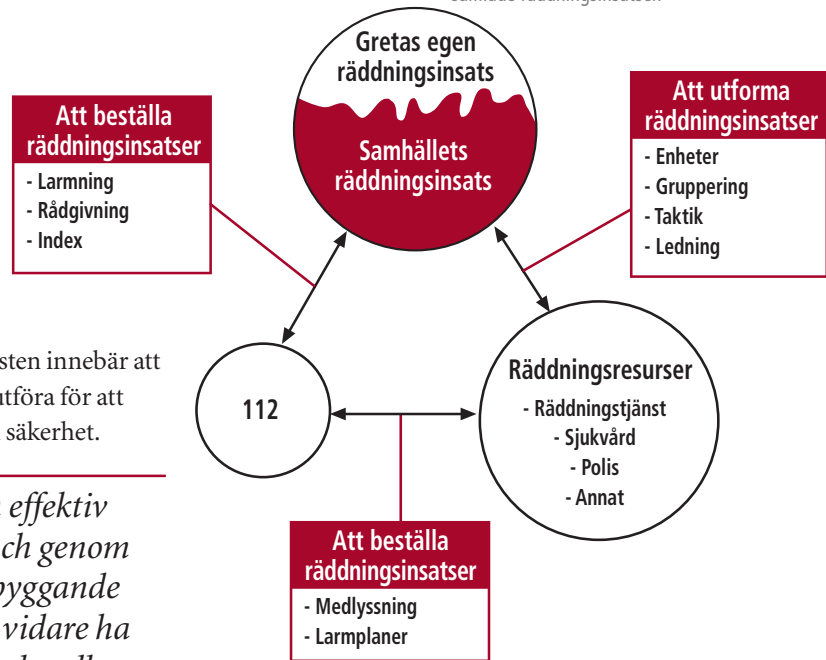 samlade räddningsinsatsen
Gretas egen
räddningsinsats
Samhällets
räddningsinsats
Att beställa
räddningsinsatser
- Larmning
- Rådgivning
- Index
Att utforma
räddningsinsatser
- Enheter
- Gruppering
- Taktik
- Ledning
112
Räddningsresurser
- Räddningstjänst
- Sjukvård
- Polis
- Annat
Att beställa
räddningsinsatser
- Medlyssning
- Larmplaner
sten innebär att
utföra för att
säkerhet.
effektiv
ch genom
byggande
vidare ha